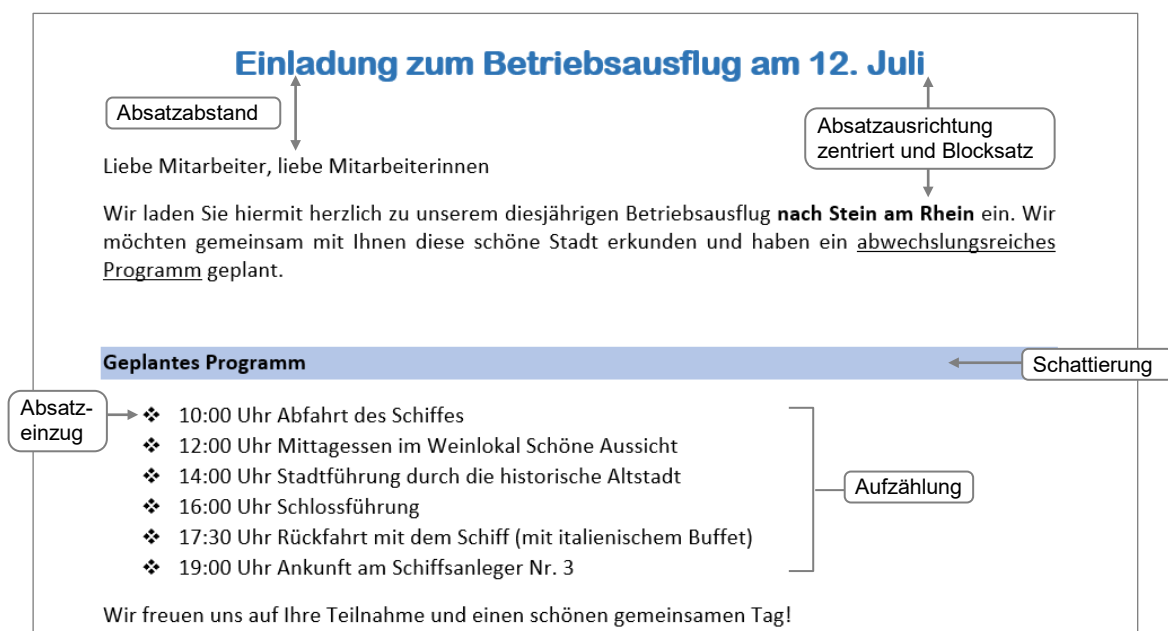 Einladung zum Betriebsausflug am 12. Juli
Absatzabstand
Absatzausrichtung
zentriert und Blocksatz
Liebe Mitarbeiter, liebe Mitarbeiterinnen
Wir laden Sie hiermit herzlich zu unserem diesjährigen Betriebsausflug nach Stein am Rhein ein. Wir
möchten gemeinsam mit Ihnen diese schöne Stadt erkunden und haben ein abwechslungsreiches
Programm geplant.
Geplantes Programm
Schattierung
Absatz-
einzug
❖ 10:00 Uhr Abfahrt des Schiffes
❖ 12:00 Uhr Mittagessen im Weinlokal Schöne Aussicht
❖ 14:00 Uhr Stadtführung durch die historische Altstadt
❖ 16:00 Uhr Schlossführung
❖ 17:30 Uhr Rückfahrt mit dem Schiff (mit italienischem Buffet)
❖ 19:00 Uhr Ankunft am Schiffsanleger Nr. 3
Aufzählung
Wir freuen uns auf Ihre Teilnahme und einen schönen gemeinsamen Tag!